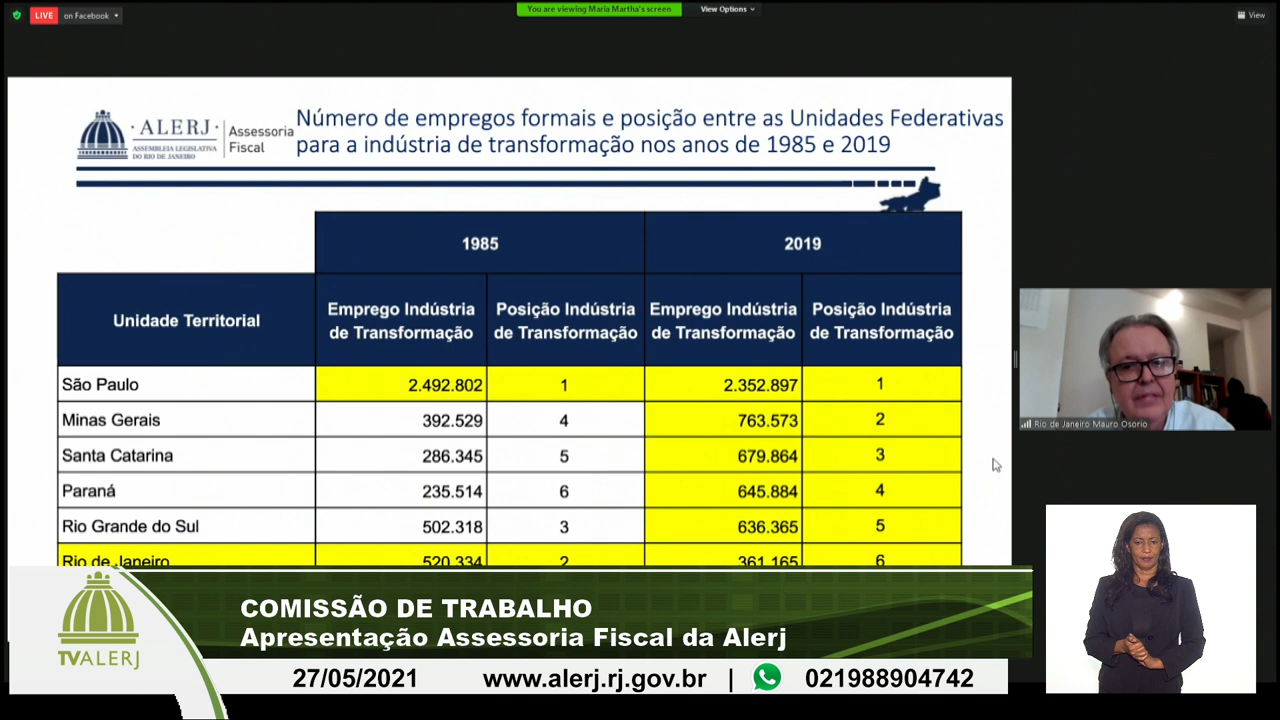 LIVE on Facebook
You are viewing Maria Martha's screen
View Options
View
· ALERJ ·
ASSEMBLEIA LEGISLATIVA
DO RIO DE JANEIRO
Assessoria
Fiscal
Número de empregos formais e posição entre as Unidades Federativas
para a indústria de transformação nos anos de 1985 e 2019
1985 2019
Unidade Territorial
Emprego Indústria
de Transformação
Posição Indústria
de Transformação
Emprego Indústria
de Transformação
Posição Indústria
de Transformação
São Paulo 2.492.802 1 2.352.897 1
Minas Gerais 392.529 4 763.573 2
Santa Catarina 286.345 5 679.864 3
Paraná 235.514 6 645.884 4
Rio Grande do Sul 502.318 3 636.365 5
Rio de Janeiro 520.334 2 361.165 6
Rio de Janeiro Mauro Osorio
COMISSÃO DE TRABALHO
Apresentação Assessoria Fiscal da Alerj
TVALERJ
27/05/2021 www.alerj.rj.gov.br | 021988904742